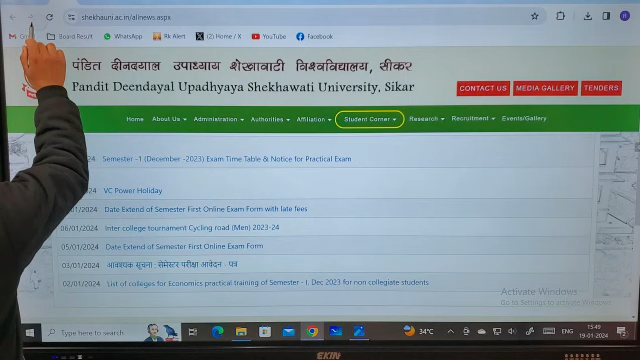 shekhauni.ac.in/allnews.aspx
Board Result WhatsApp Rk Alert (2) Home / X YouTube Facebook
पंडित दीनदयाल उपाध्याय शेखावाटी विश्वविद्यालय, सीकर
Pandit Deendayal Upadhyaya Shekhawati University, Sikar
CONTACT US MEDIA GALLERY TENDERS
Home About Us Administration Authorities Affiliation Student Corner Research Recruitment Events/Gallery
Semester -1 (December -2023) Exam Time Table & Notice for Practical Exam
VC Power Holiday
/01/2024 Date Extend of Semester First Online Exam Form with late fees
06/01/2024 Inter college tournament Cycling road (Men) 2023-24
05/01/2024 Date Extend of Semester First Online Exam Form
03/01/2024 आवश्यक सूचना - सेमेस्टर परीक्षा आवेदन - पत्र
02/01/2024 List of colleges for Economics practical training of Semester - I, Dec 2023 for non collegiate students
Activate Windows
Go to Settings to activate Windows.
Type here to search
34°C
ENG
15:49
19-01-2024
EKIN